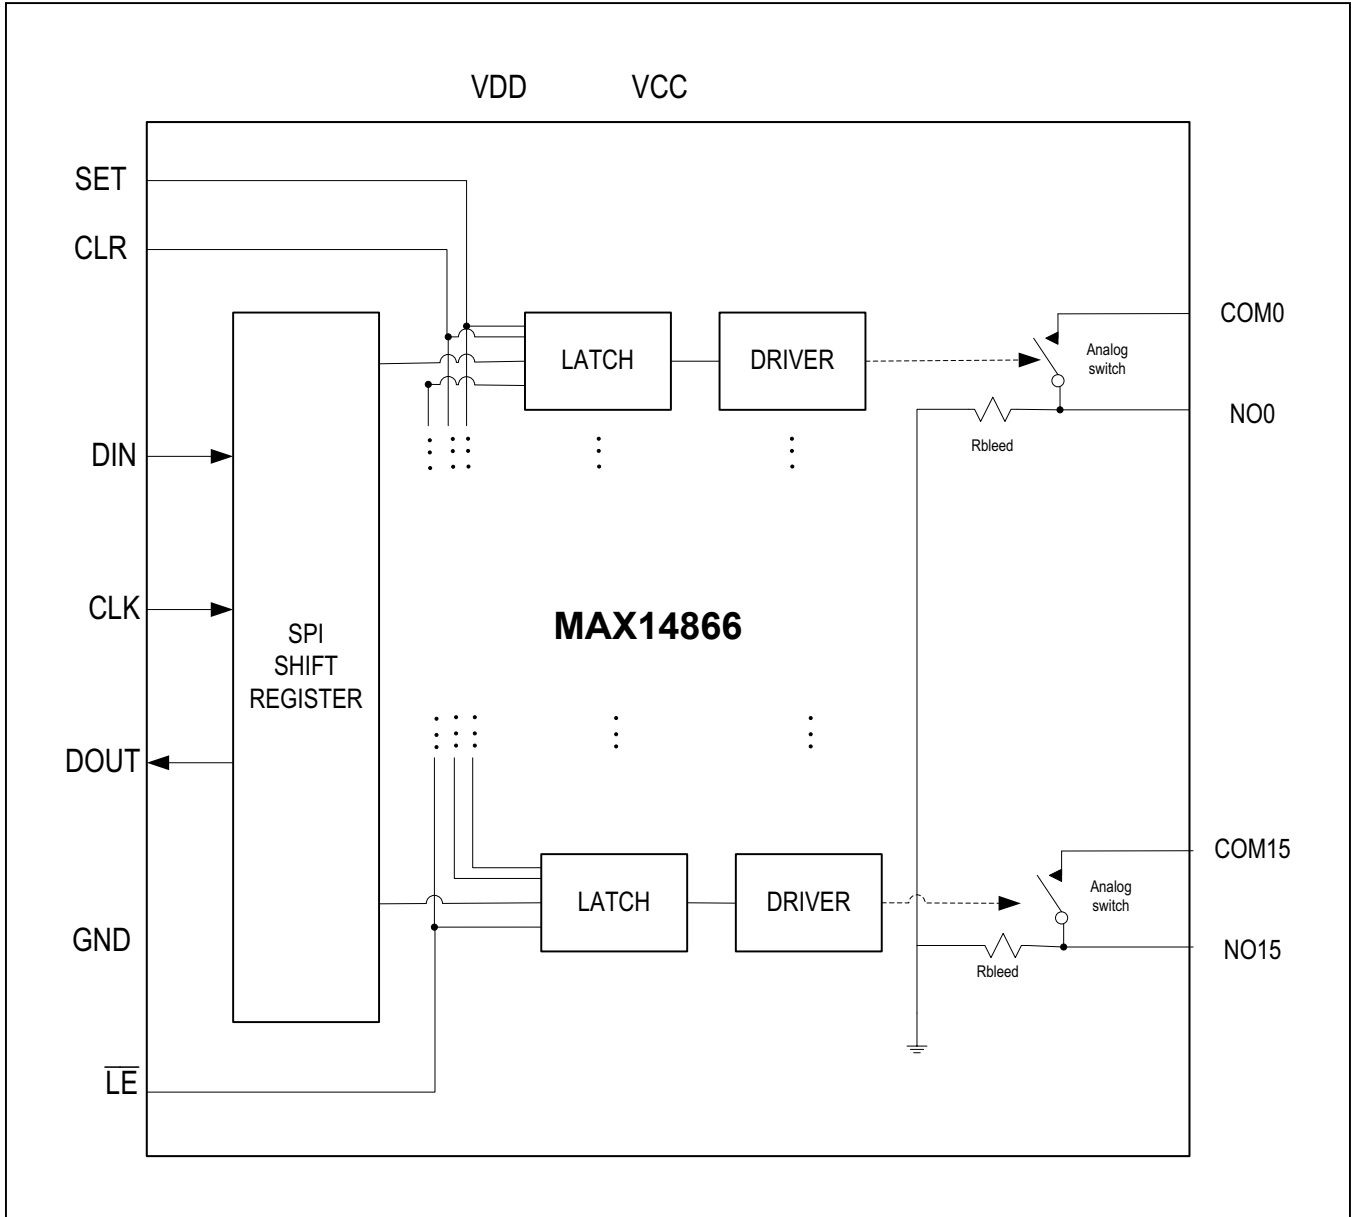 VDD
VCC
SET
CLR
DIN
CLK
DOUT
GND
LE
SPI
SHIFT
REGISTER
LATCH
DRIVER
Analog
switch
COM0
NO0
Rbleed
MAX14866
LATCH
DRIVER
Analog
switch
COM15
NO15
Rbleed